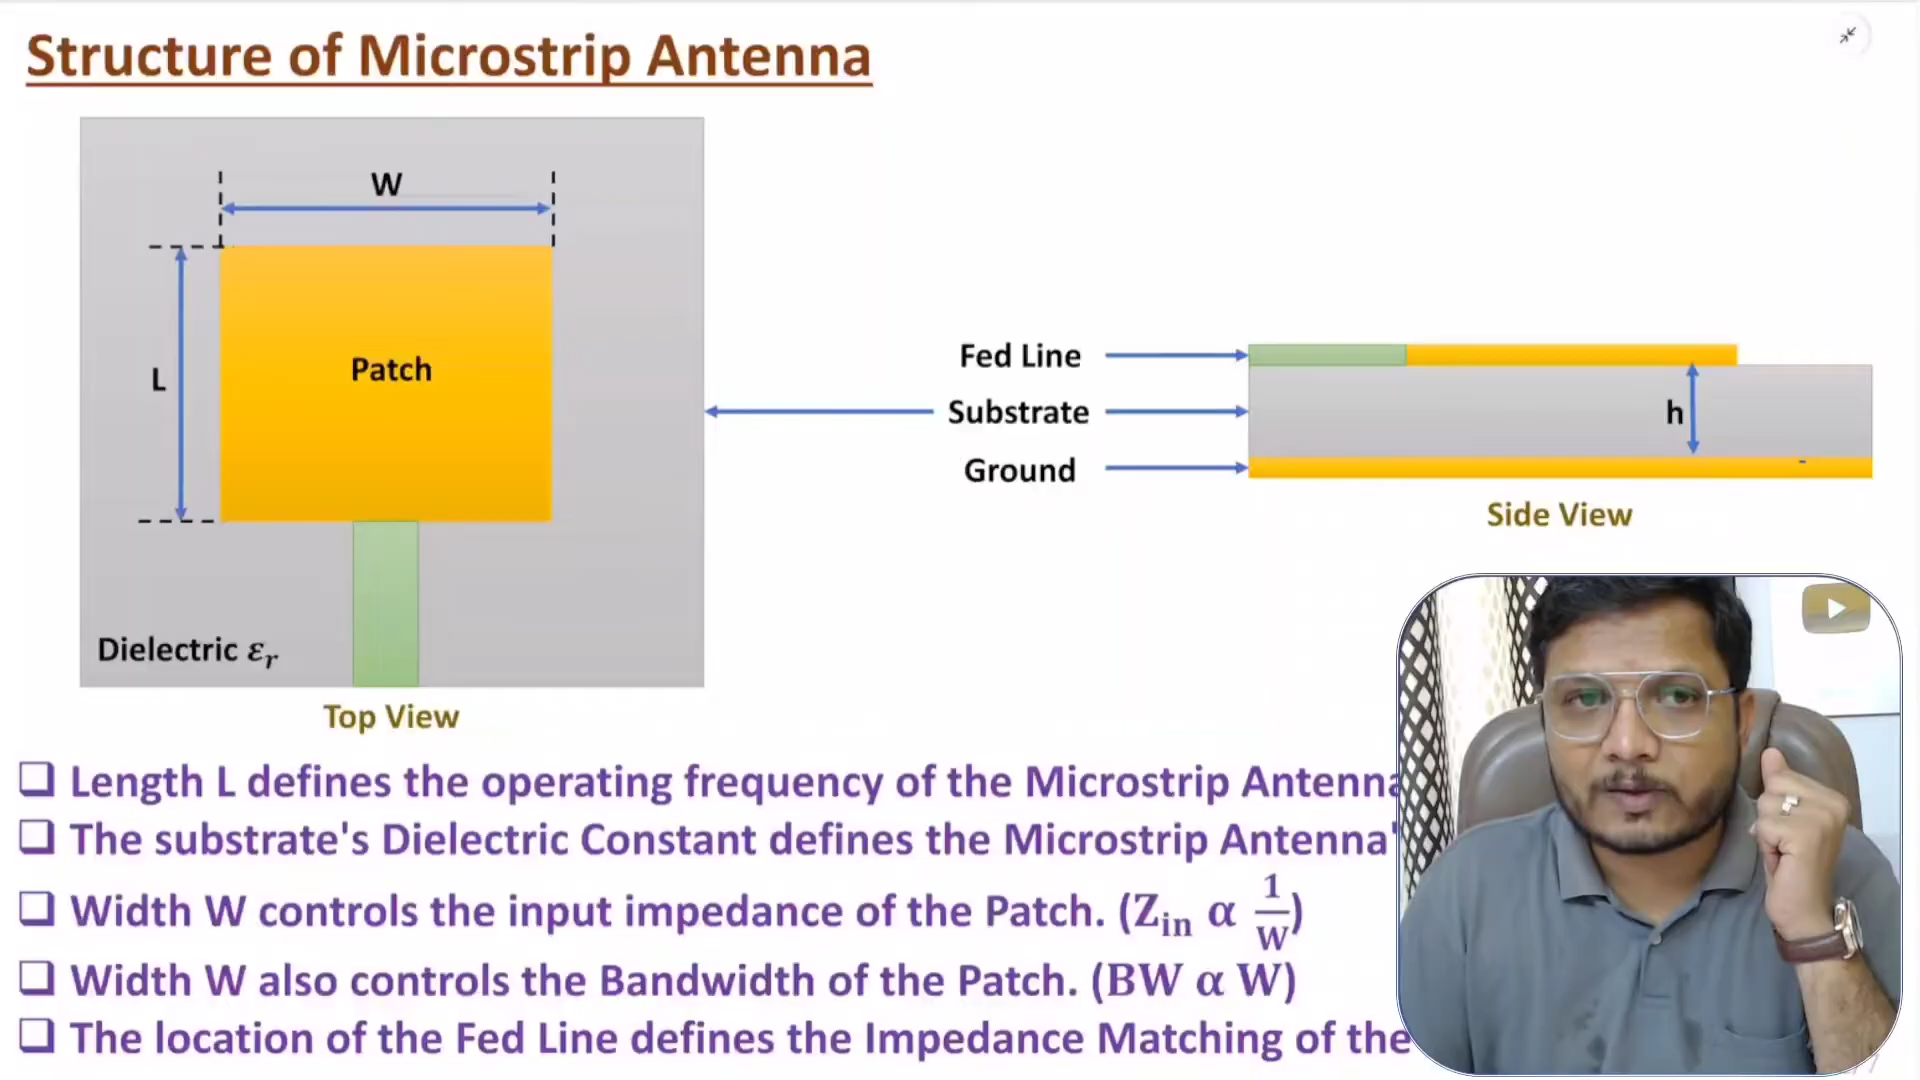 Structure of Microstrip Antenna
W
L
Patch
Dielectric εᵣ
Top View
Fed Line
Substrate
Ground
h
Side View
❑ Length L defines the operating frequency of the Microstrip Antenna
❑ The substrate's Dielectric Constant defines the Microstrip Antenna'
❑ Width W controls the input impedance of the Patch. (Zᵢₙ α 1/W)
❑ Width W also controls the Bandwidth of the Patch. (BW α W)
❑ The location of the Fed Line defines the Impedance Matching of the